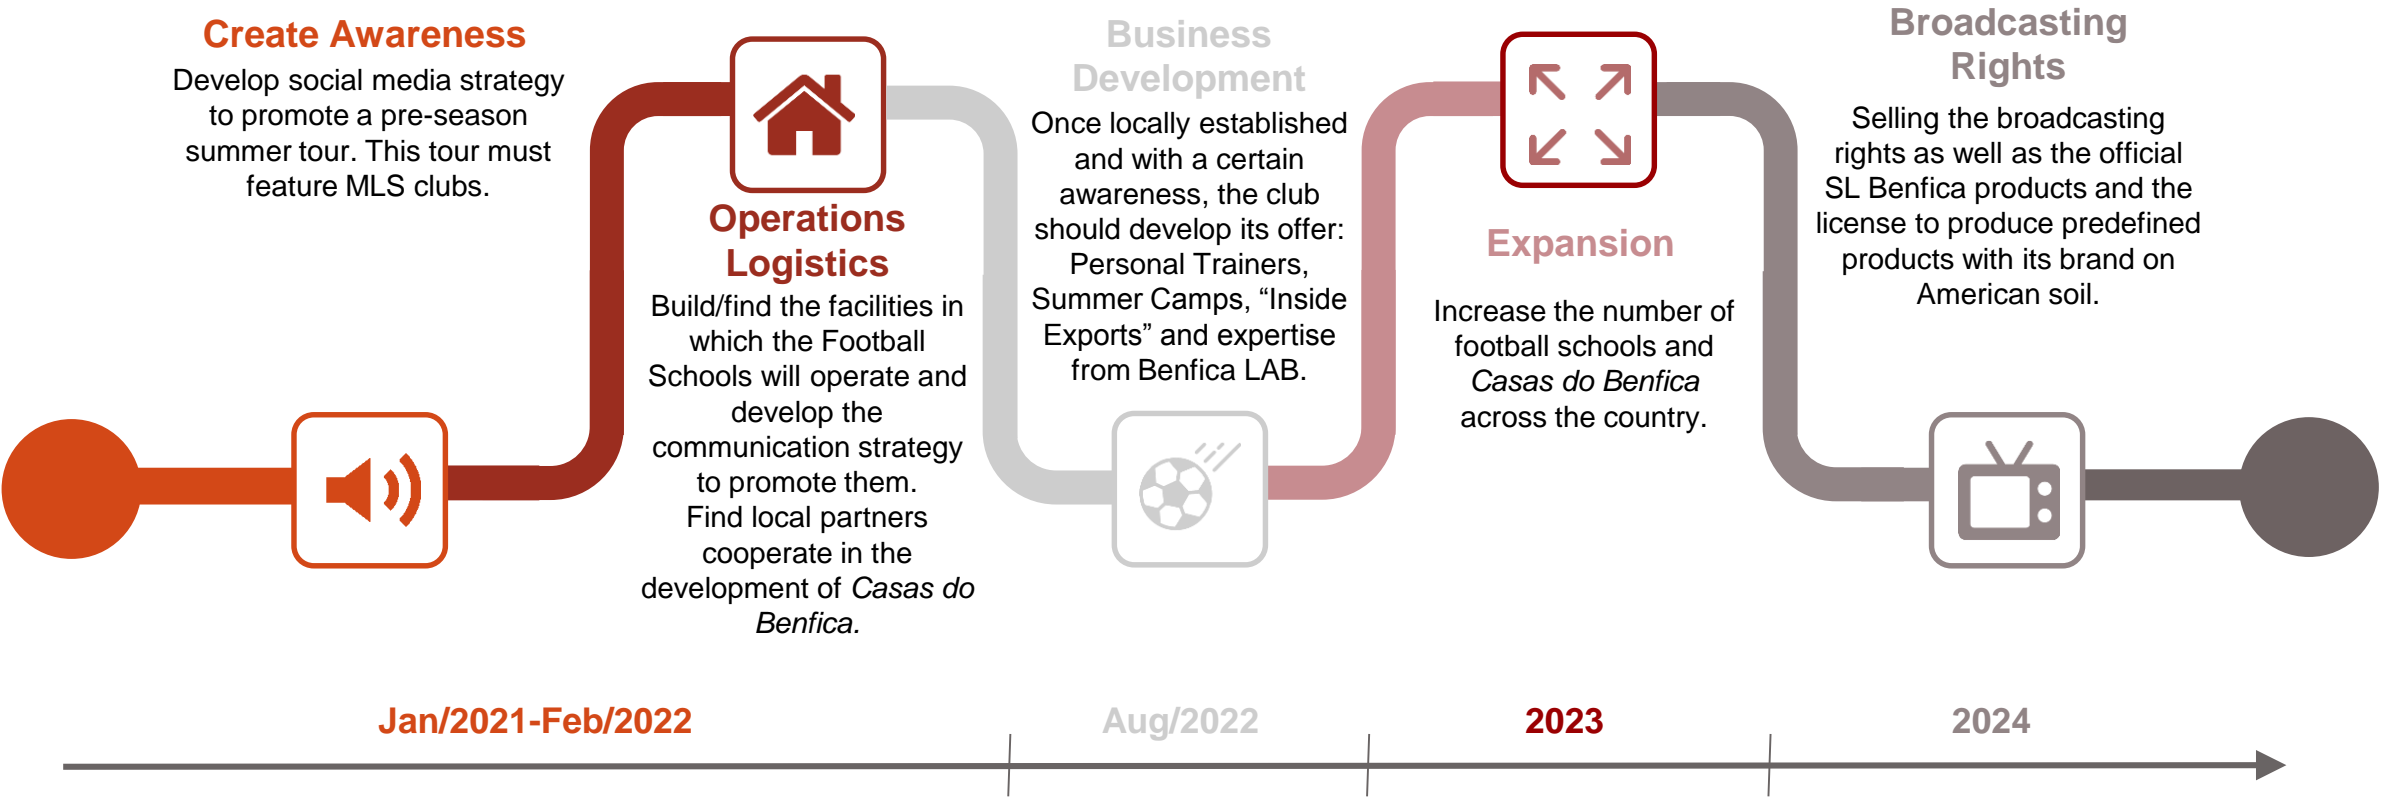 Create Awareness
Develop social media strategy
to promote a pre-season
summer tour. This tour must
feature MLS clubs.
Operations
Logistics
Build/find the facilities in
which the Football
Schools will operate and
develop the
communication strategy
to promote them.
Find local partners
cooperate in the
development of Casas do
Benfica.
Business
Development
Once locally established
and with a certain
awareness, the club
should develop its offer:
Personal Trainers,
Summer Camps, “Inside
Exports” and expertise
from Benfica LAB.
Expansion
Increase the number of
football schools and
Casas do Benfica
across the country.
Broadcasting
Rights
Selling the broadcasting
rights as well as the official
SL Benfica products and the
license to produce predefined
products with its brand on
American soil.
Jan/2021-Feb/2022
Aug/2022
2023
2024